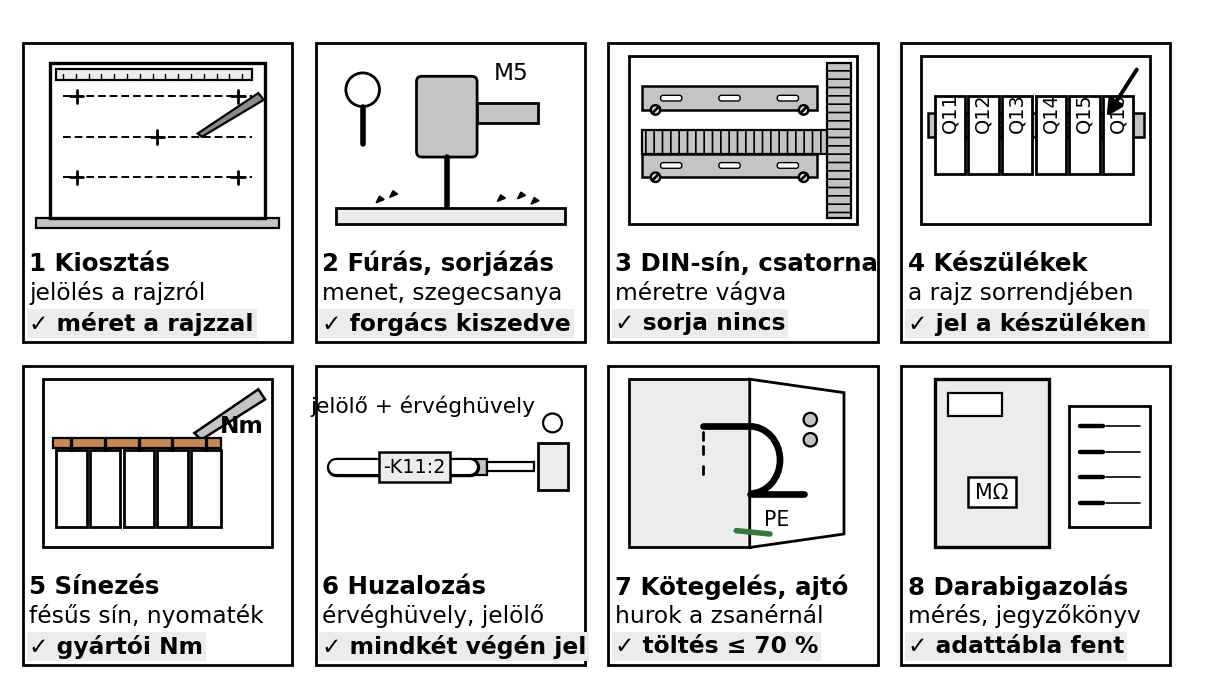 M5
Q11
Q12
Q13
Q14
Q15
1 Kiosztás
jelölés a rajzról
✓ méret a rajzzal
2 Fúrás, sorjázás
menet, szegecsanya
✓ forgács kiszedve
3 DIN-sín, csatorna
méretre vágva
✓ sorja nincs
4 Készülékek
a rajz sorrendjében
✓ jel a készüléken
Nm
jelölő + érvéghüvely
-K11:2
PE
MΩ
5 Sínezés
fésűs sín, nyomaték
✓ gyártói Nm
6 Huzalozás
érvéghüvely, jelölő
✓ mindkét végén jel
7 Kötegelés, ajtó
hurok a zsanérnál
✓ töltés ≤ 70 %
8 Darabigazolás
mérés, jegyzőkönyv
✓ adattábla fent